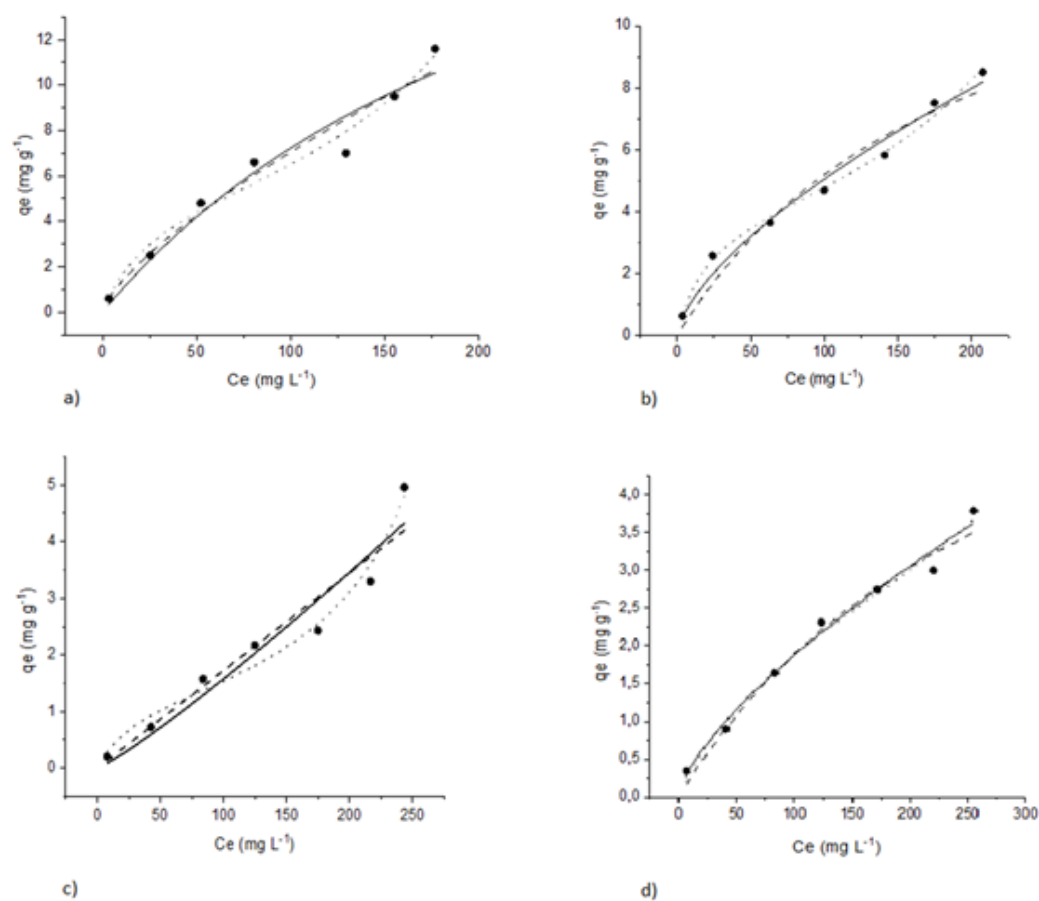 12
10
8
6
4
2
0
qe (mg g⁻¹)
0 50 100 150 200
Ce (mg L⁻¹)
a)
10
8
6
4
2
0
qe (mg g⁻¹)
0 50 100 150 200
Ce (mg L⁻¹)
b)
5
4
3
2
1
0
qe (mg g⁻¹)
0 50 100 150 200 250
Ce (mg L⁻¹)
c)
4,0
3,5
3,0
2,5
2,0
1,5
1,0
0,5
0,0
qe (mg g⁻¹)
0 50 100 150 200 250 300
Ce (mg L⁻¹)
d)